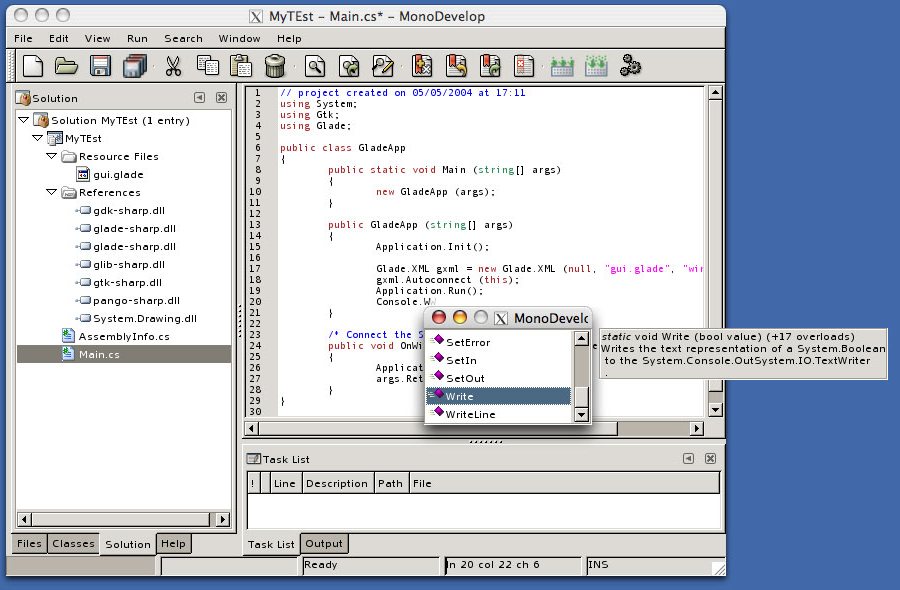 MyTEst – Main.cs* – MonoDevelop
File Edit View Run Search Window Help
Solution
Solution MyTEst (1 entry)
MyTEst
Resource Files
gui.glade
References
gdk-sharp.dll
glade-sharp.dll
glade-sharp.dll
glib-sharp.dll
gtk-sharp.dll
pango-sharp.dll
System.Drawing.dll
AssemblyInfo.cs
Main.cs
Files Classes Solution Help
1 // project created on 05/05/2004 at 17:11
2 using System;
3 using Gtk;
4 using Glade;
5
6 public class GladeApp
7 {
8 public static void Main (string[] args)
9 {
10 new GladeApp (args);
11 }
12
13 public GladeApp (string[] args)
14 {
15 Application.Init();
16
17 Glade.XML gxml = new Glade.XML (null, "gui.glade", "wir
18 gxml.Autoconnect (this);
19 Application.Run();
20 Console.W
21 }
22
23 /* Connect the S
24 public void OnWi
25 {
26 Applicat
27 args.Ret
28 }
29 }
30
MonoDevelo
SetError
SetIn
SetOut
Write
WriteLine
static void Write (bool value) (+17 overloads)
Writes the text representation of a System.Boolean
to the System.Console.OutSystem.IO.TextWriter
.
Task List
! Line Description Path File
Task List Output
Ready ln 20 col 22 ch 6 INS